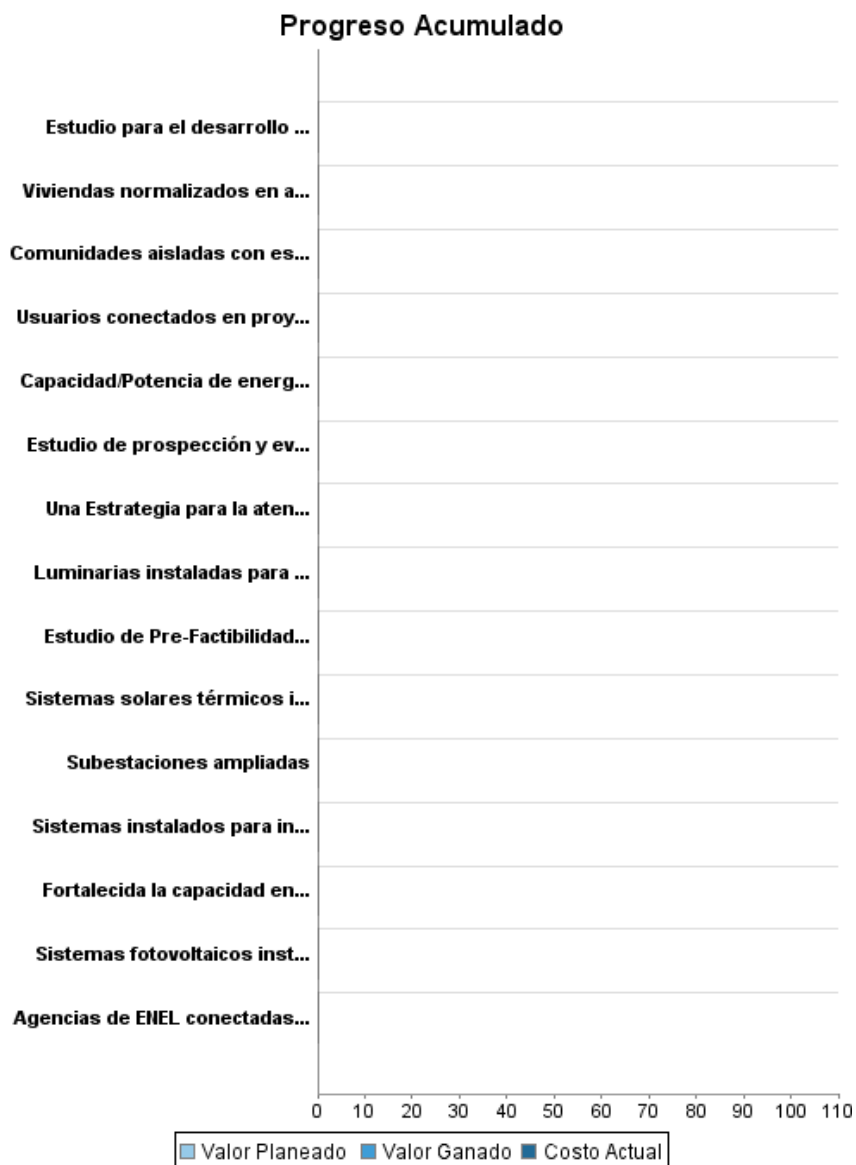 Progreso Acumulado
Estudio para el desarrollo ...
Viviendas normalizados en a...
Comunidades aisladas con es...
Usuarios conectados en proy...
Capacidad/Potencia de energ...
Estudio de prospección y ev...
Una Estrategia para la aten...
Luminarias instaladas para ...
Estudio de Pre-Factibilidad...
Sistemas solares térmicos i...
Subestaciones ampliadas
Sistemas instalados para in...
Fortalecida la capacidad en...
Sistemas fotovoltaicos inst...
Agencias de ENEL conectadas...
0 10 20 30 40 50 60 70 80 90 100 110
Valor Planeado Valor Ganado Costo Actual